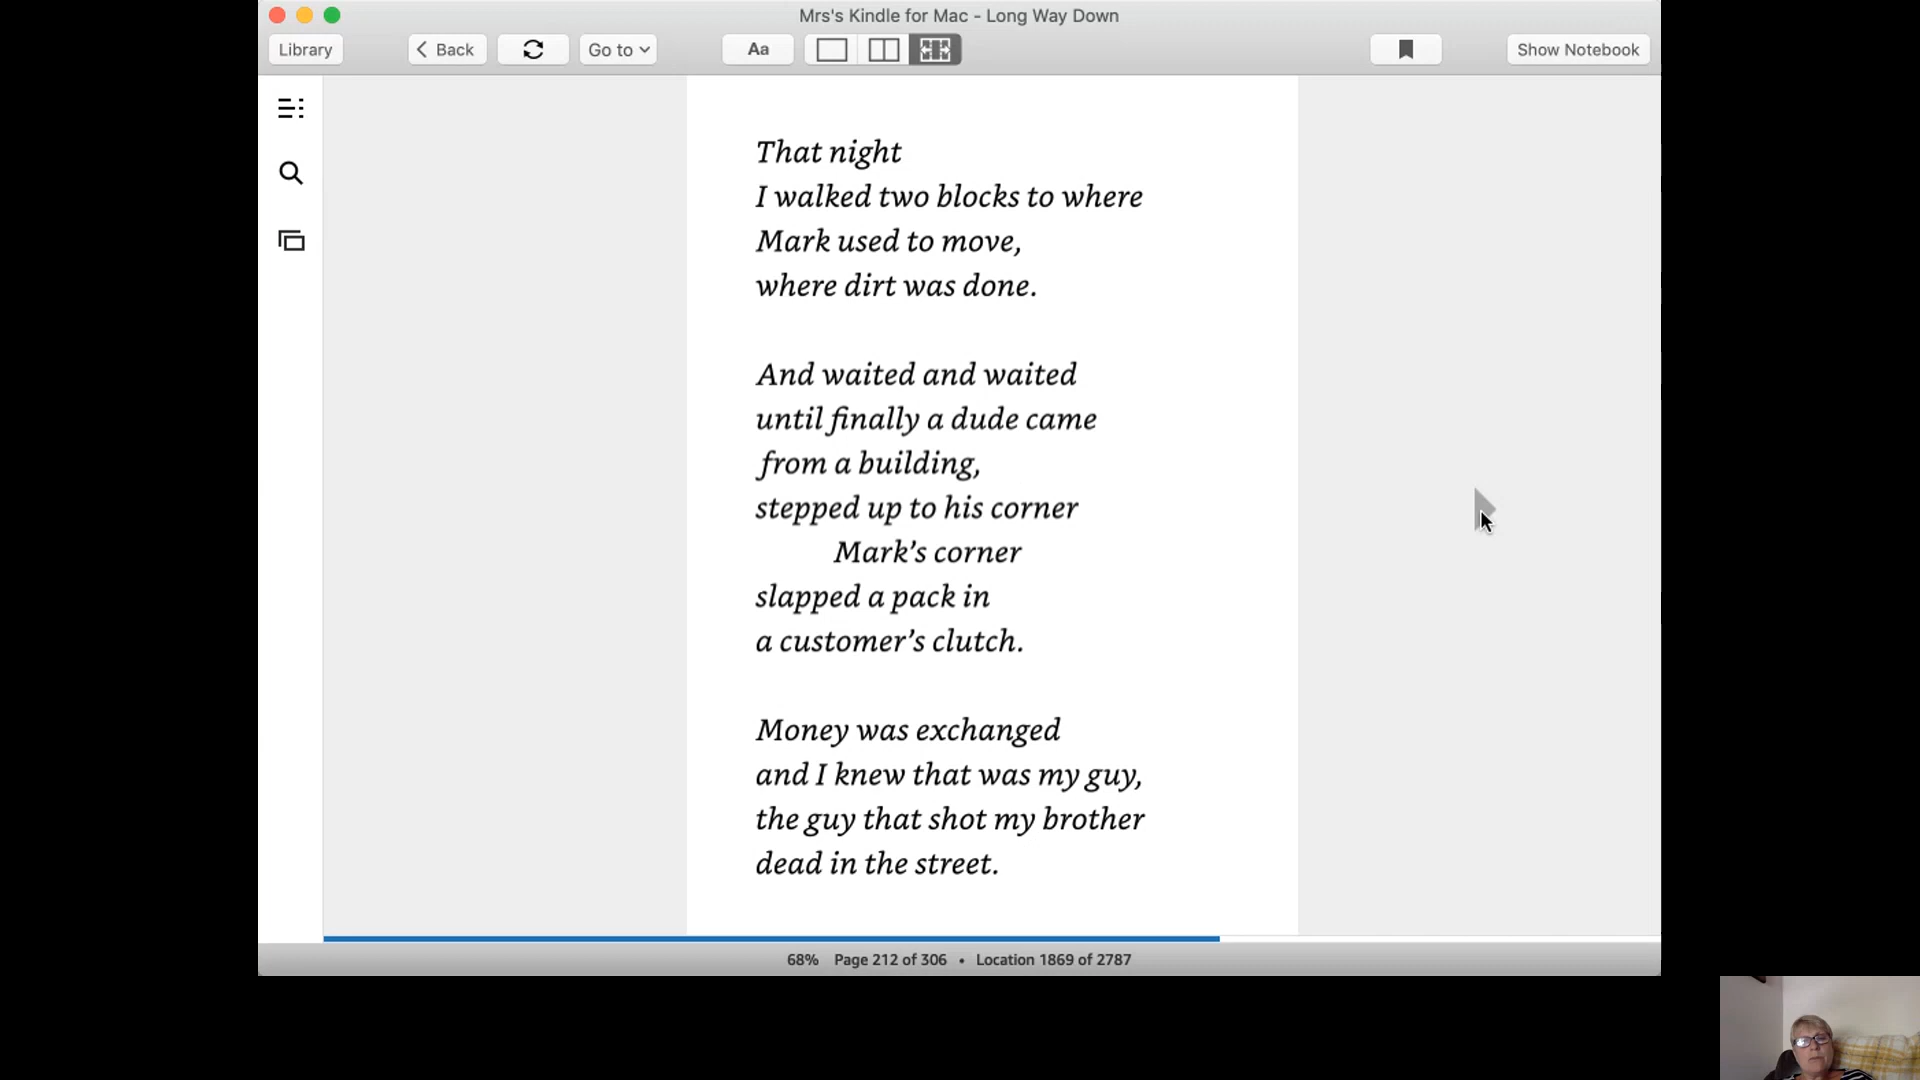 Mrs's Kindle for Mac - Long Way Down
Library
Back
Go to
Aa
Show Notebook
That night
I walked two blocks to where
Mark used to move,
where dirt was done.
And waited and waited
until finally a dude came
from a building,
stepped up to his corner
Mark’s corner
slapped a pack in
a customer’s clutch.
Money was exchanged
and I knew that was my guy,
the guy that shot my brother
dead in the street.
68% Page 212 of 306 • Location 1869 of 2787